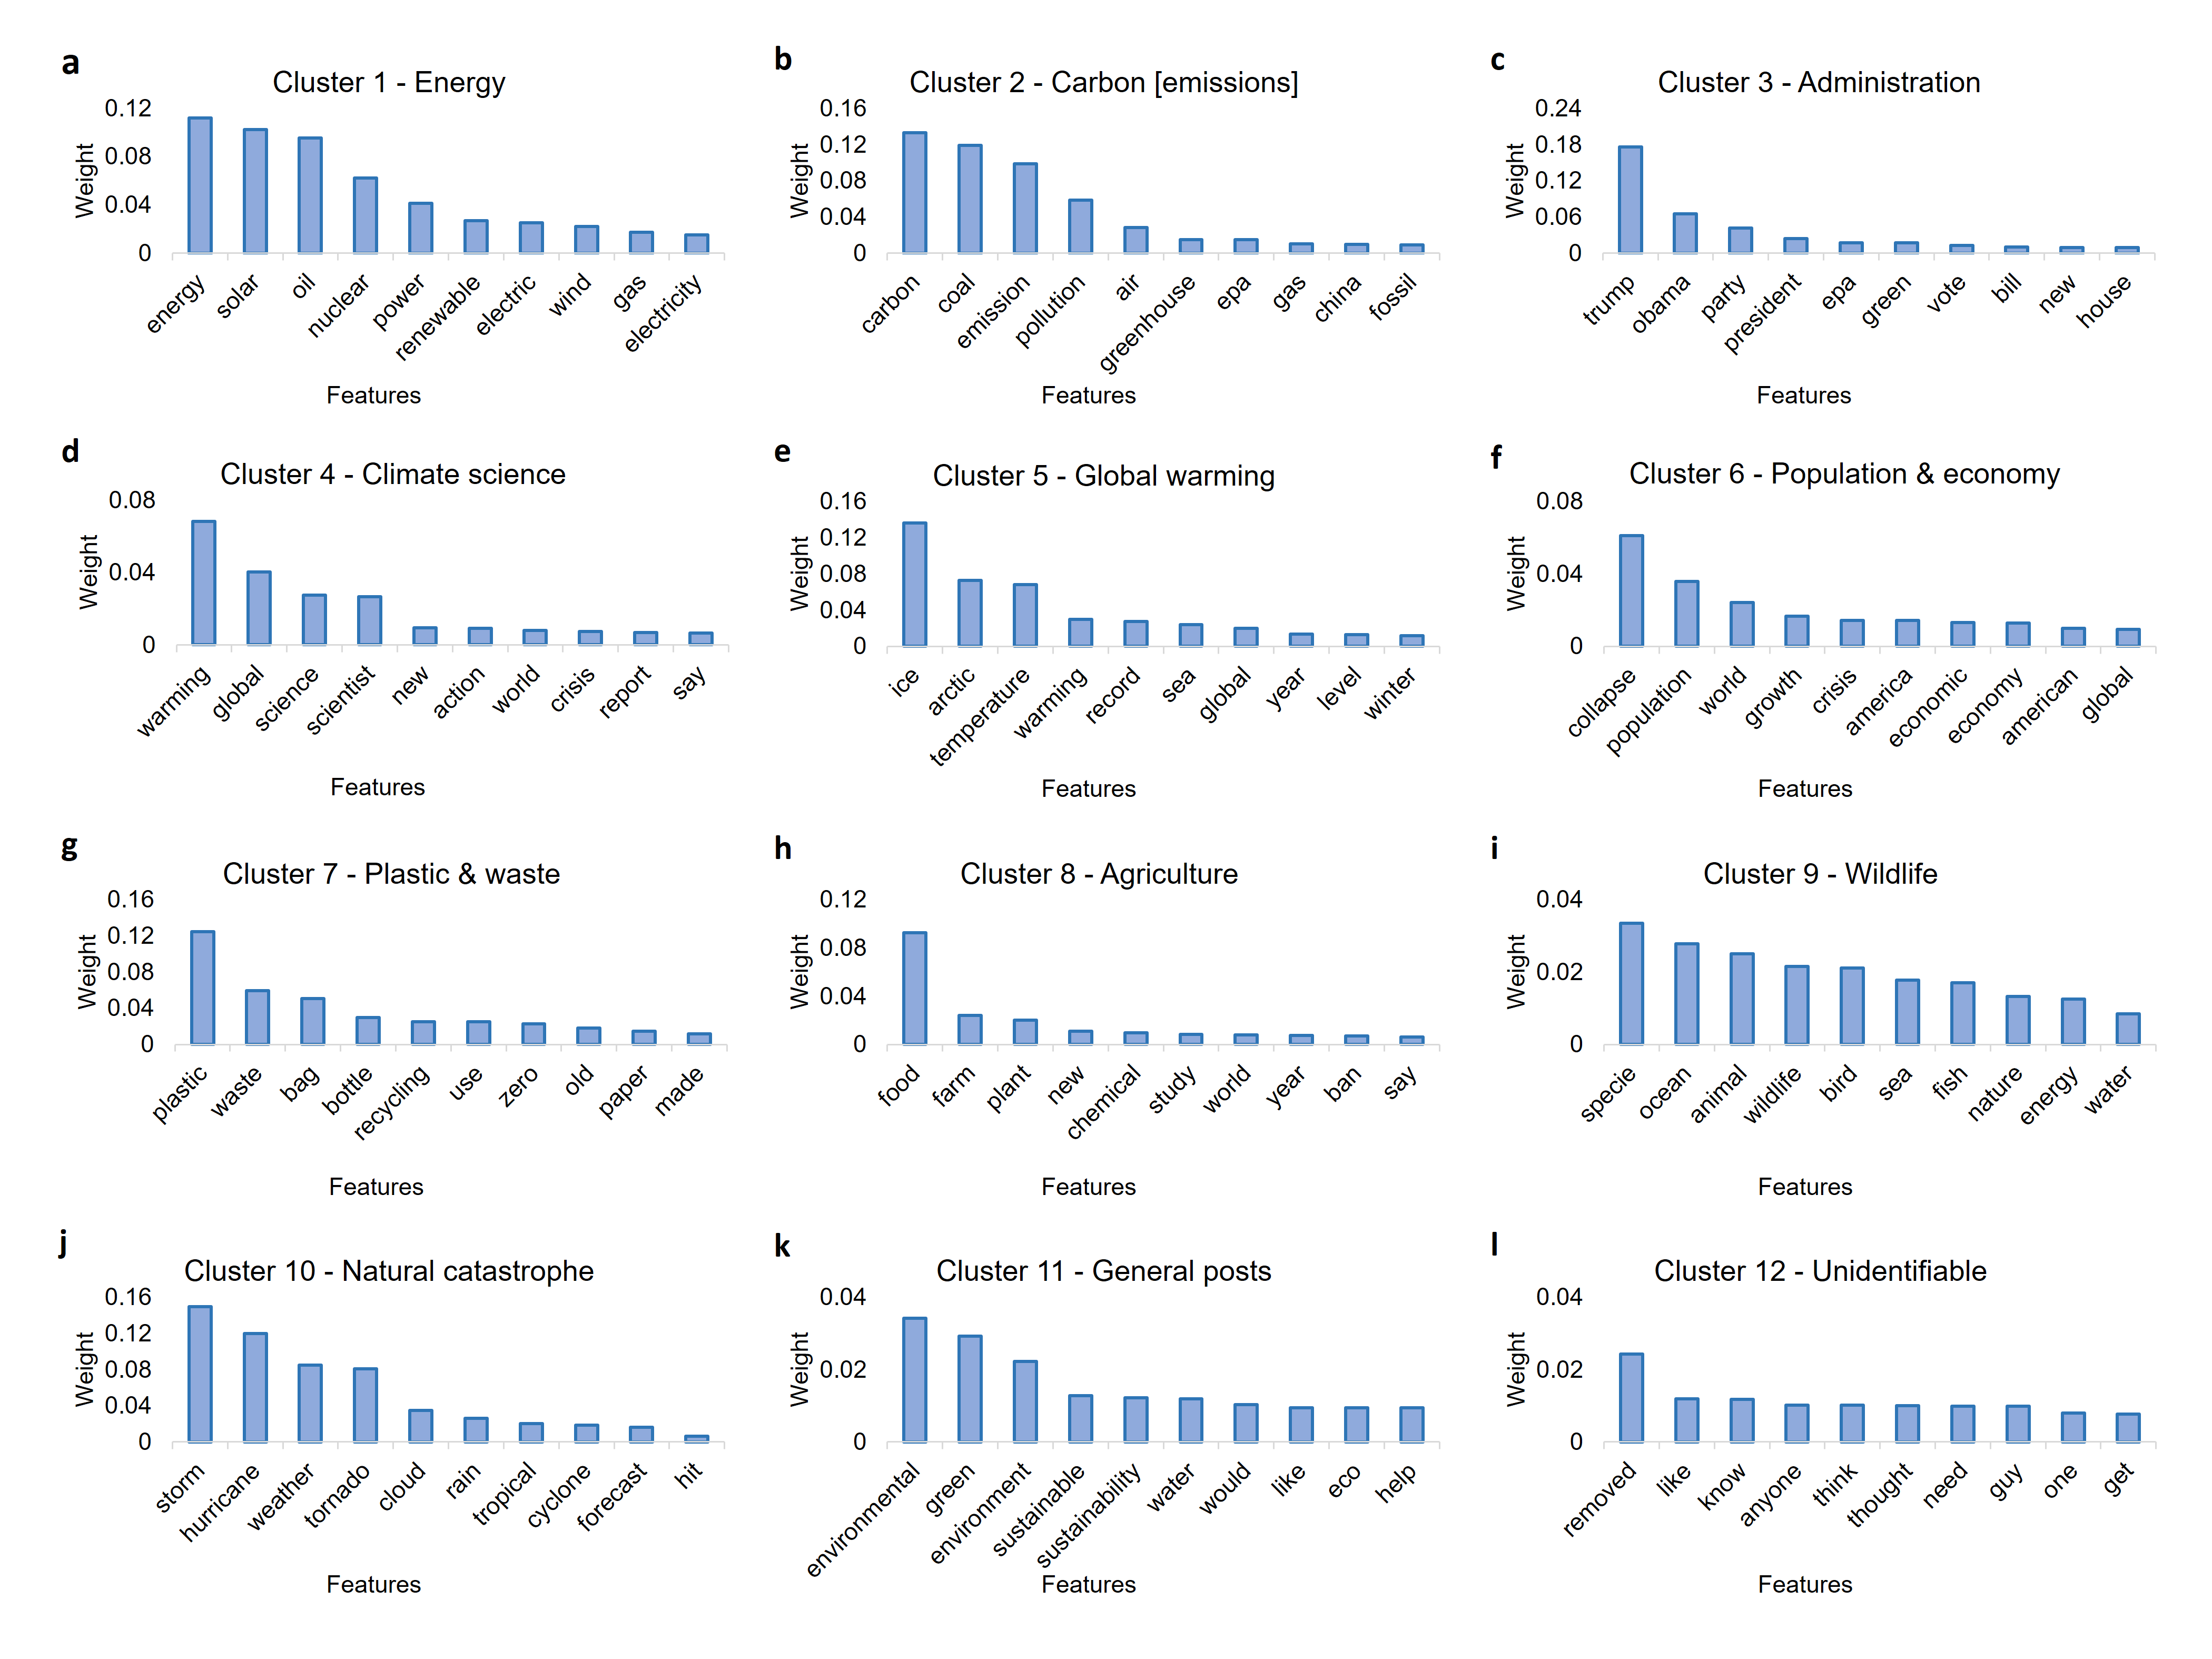 a
Cluster 1 - Energy
0.12
0.08
0.04
0
Weight
energy
solar
oil
nuclear
power
renewable
electric
wind
gas
electricity
Features
b
Cluster 2 - Carbon [emissions]
0.16
0.12
0.08
0.04
0
Weight
carbon
coal
emission
pollution
air
greenhouse
epa
gas
china
fossil
Features
c
Cluster 3 - Administration
0.24
0.18
0.12
0.06
0
Weight
trump
obama
party
president
epa
green
vote
bill
new
house
Features
d
Cluster 4 - Climate science
0.08
0.04
0
Weight
warming
global
science
scientist
new
action
world
crisis
report
say
Features
e
Cluster 5 - Global warming
0.16
0.12
0.08
0.04
0
Weight
ice
arctic
temperature
warming
record
sea
global
year
level
winter
Features
f
Cluster 6 - Population & economy
0.08
0.04
0
Weight
collapse
population
world
growth
crisis
america
economic
economy
american
global
Features
g
Cluster 7 - Plastic & waste
0.16
0.12
0.08
0.04
0
Weight
plastic
waste
bag
bottle
recycling
use
zero
old
paper
made
Features
h
Cluster 8 - Agriculture
0.12
0.08
0.04
0
Weight
food
farm
plant
new
chemical
study
world
year
ban
say
Features
i
Cluster 9 - Wildlife
0.04
0.02
0
Weight
specie
ocean
animal
wildlife
bird
sea
fish
nature
energy
water
Features
j
Cluster 10 - Natural catastrophe
0.16
0.12
0.08
0.04
0
Weight
storm
hurricane
weather
tornado
cloud
rain
tropical
cyclone
forecast
hit
Features
k
Cluster 11 - General posts
0.04
0.02
0
Weight
environmental
green
environment
sustainable
sustainability
water
would
like
eco
help
Features
l
Cluster 12 - Unidentifiable
0.04
0.02
0
Weight
removed
like
know
anyone
think
thought
need
guy
one
get
Features